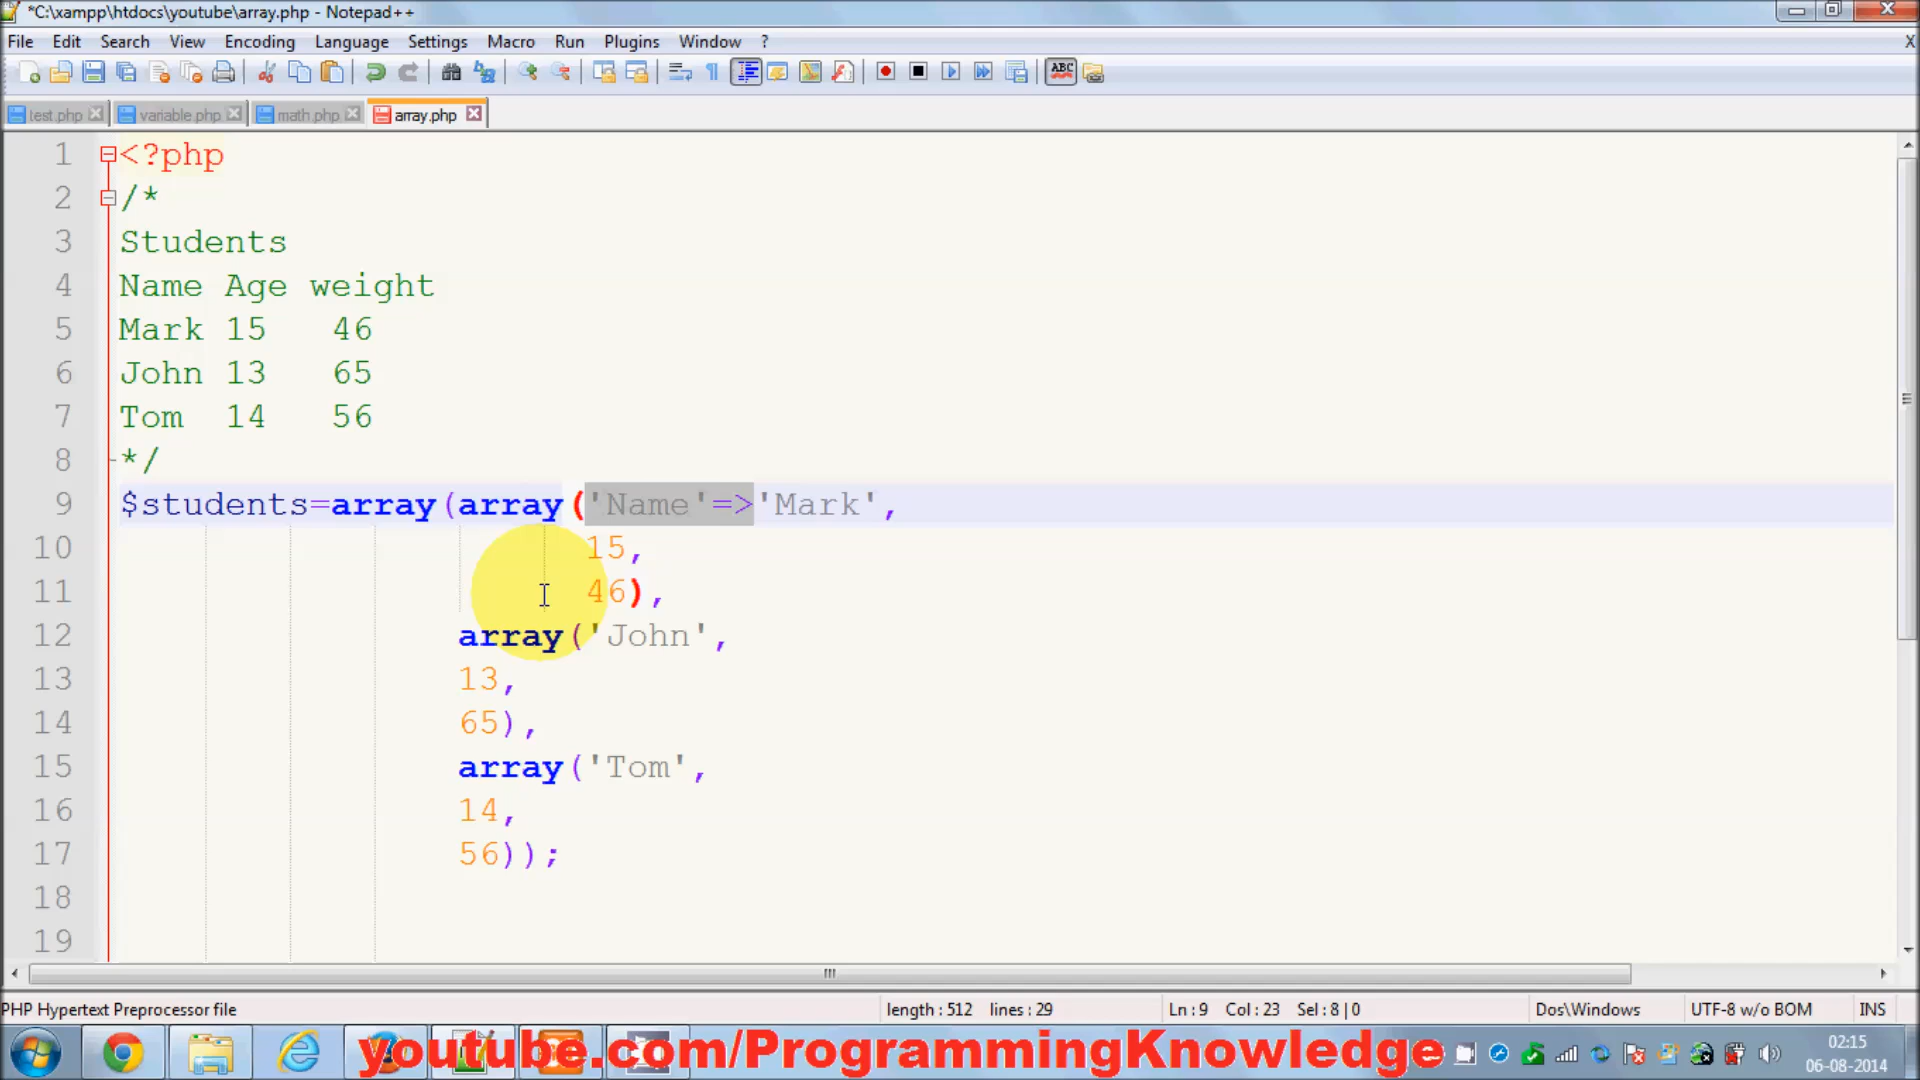 *C:\xampp\htdocs\youtube\array.php - Notepad++
File Edit Search View Encoding Language Settings Macro Run Plugins Window ? X
ABC
test.php variable.php math.php array.php
1 <?php
2 /*
3 Students
4 Name Age weight
5 Mark 15 46
6 John 13 65
7 Tom 14 56
8 */
9 $students=array(array('Name'=>'Mark',
10 15,
11 46),
12 array('John',
13 13,
14 65),
15 array('Tom',
16 14,
17 56));
18
19
PHP Hypertext Preprocessor file length : 512 lines : 29 Ln : 9 Col : 23 Sel : 8 | 0 Dos\Windows UTF-8 w/o BOM INS
youtube.com/ProgrammingKnowledge
02:15
06-08-2014